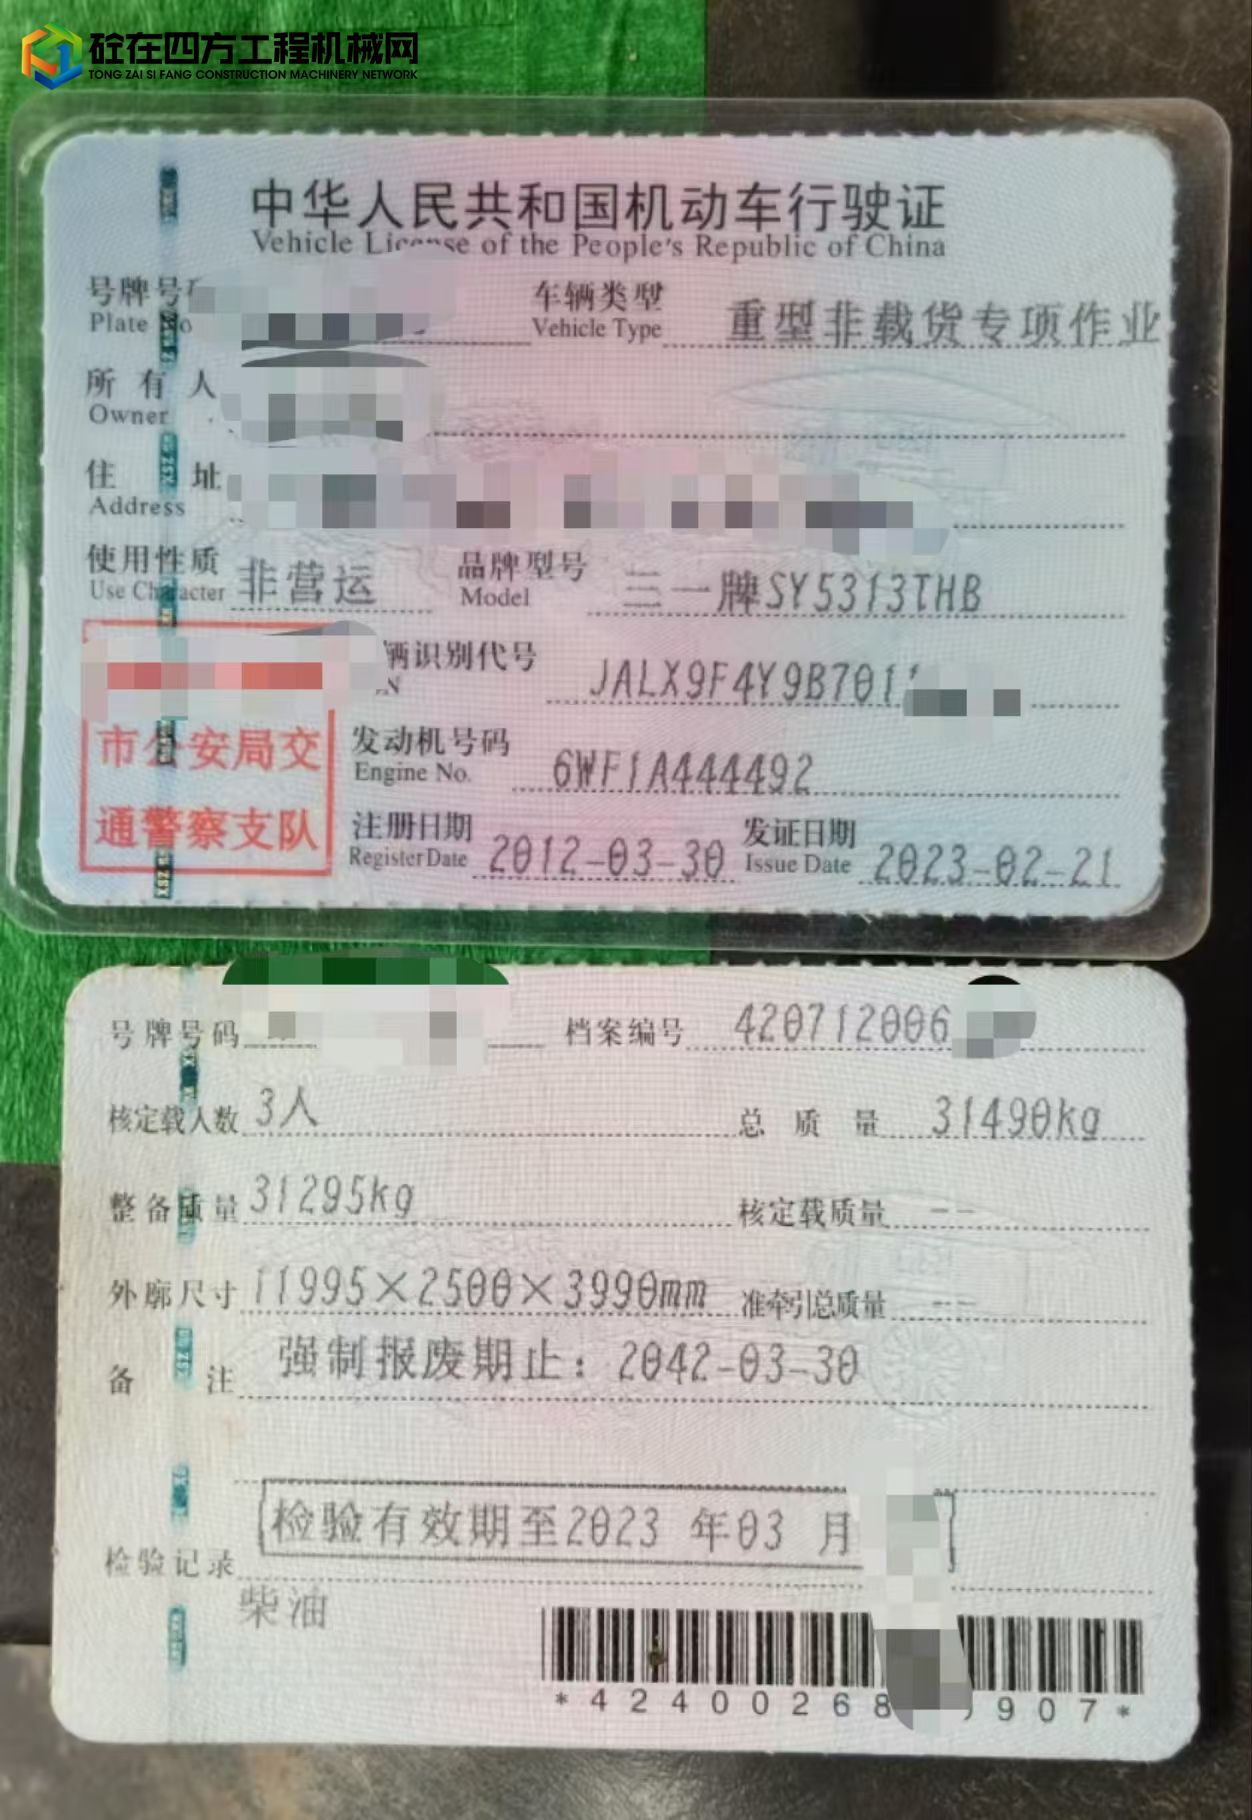 砼在四方工程机械网
TONG ZAI SI FANG CONSTRUCTION MACHINERY NETWORK
中华人民共和国机动车行驶证
Vehicle License of the People's Republic of China
号牌号 车辆类型 重型非载货专项作业
Plate No Vehicle Type
所有人
Owner
住址
Address
使用性质 非营运 品牌型号 三一牌SY5313THB
Use Character Model
辆识别代号 JALX9F4Y9B701
市公安局交
通警察支队
发动机号码 6WF1A444492
Engine No.
注册日期 2012-03-30 发证日期 2023-02-21
Register Date Issue Date
号牌号码 档案编号 420712006
核定载人数 3人 总质量 31490kg
整备质量 31295kg 核定载质量 --
外廓尺寸 11995×2500×3990mm 准牵引总质量 --
备注 强制报废期止：2042-03-30
检验有效期至2023 年03 月
检验记录
柴油
*42400268 907*